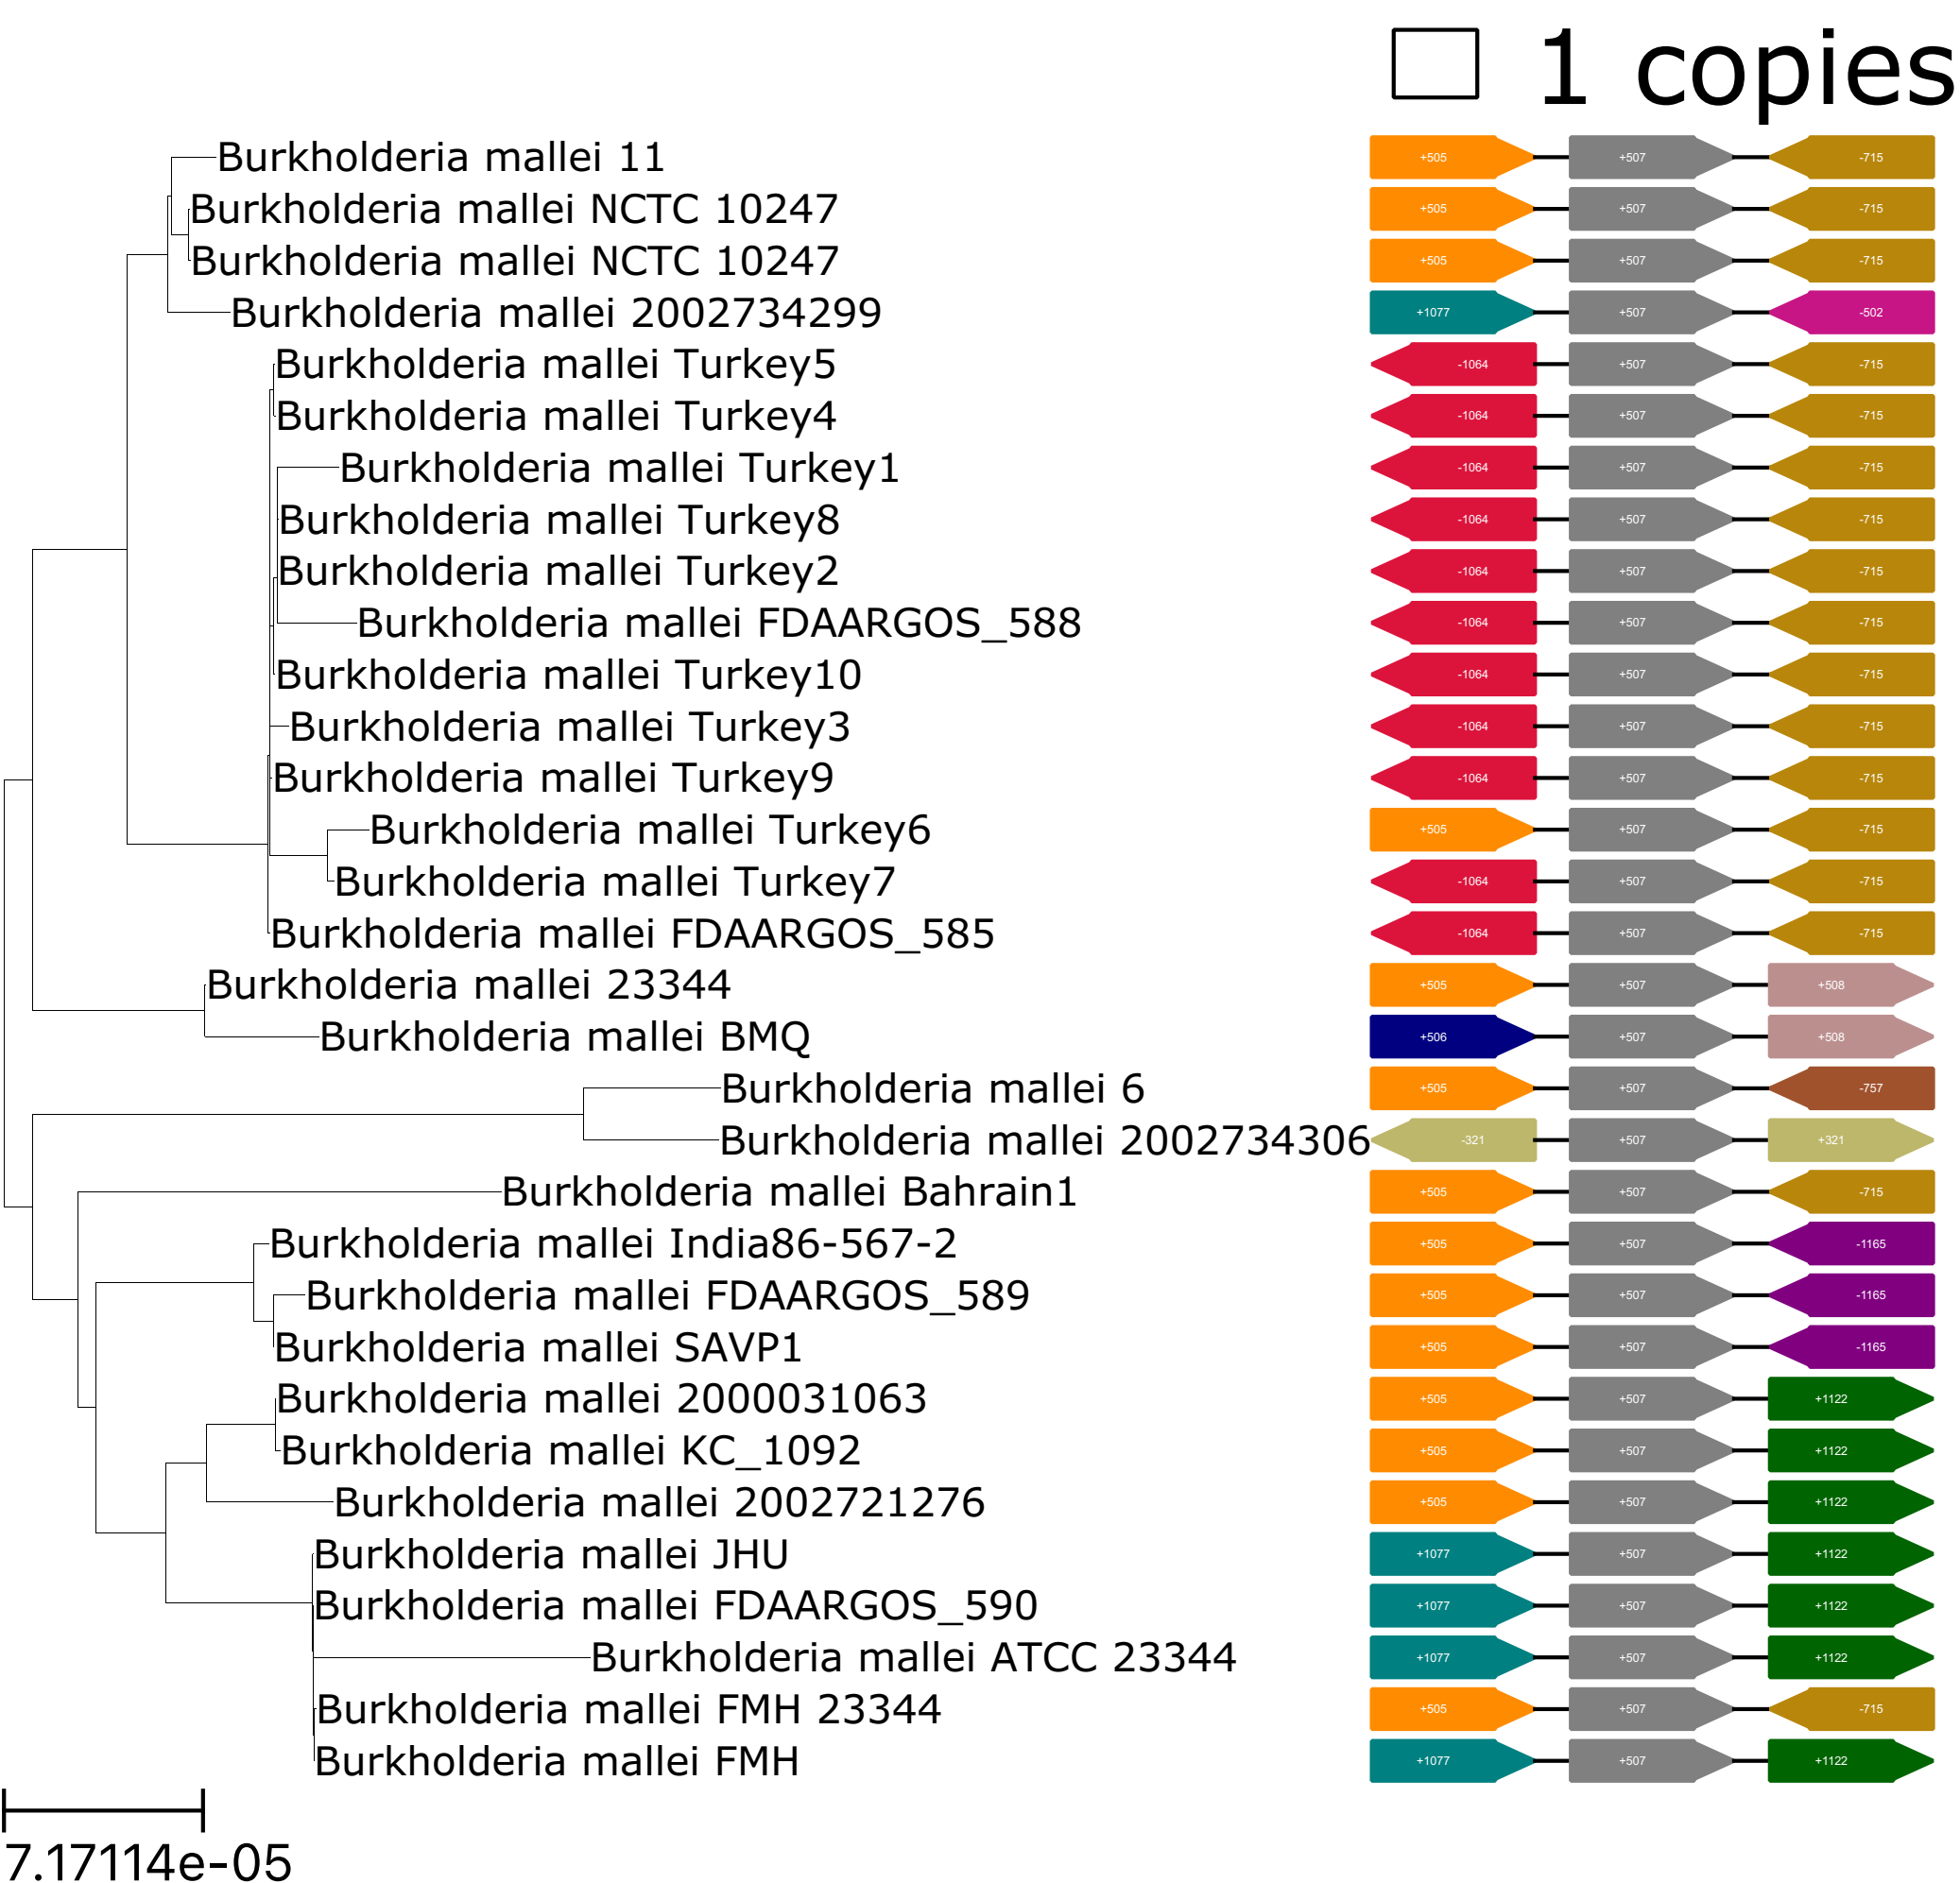 1 copies
Burkholderia mallei 11 +505 +507 -715
Burkholderia mallei NCTC 10247 +505 +507 -715
Burkholderia mallei NCTC 10247 +505 +507 -715
Burkholderia mallei 2002734299 +1077 +507 -502
Burkholderia mallei Turkey5 -1064 +507 -715
Burkholderia mallei Turkey4 -1064 +507 -715
Burkholderia mallei Turkey1 -1064 +507 -715
Burkholderia mallei Turkey8 -1064 +507 -715
Burkholderia mallei Turkey2 -1064 +507 -715
Burkholderia mallei FDAARGOS_588 -1064 +507 -715
Burkholderia mallei Turkey10 -1064 +507 -715
Burkholderia mallei Turkey3 -1064 +507 -715
Burkholderia mallei Turkey9 -1064 +507 -715
Burkholderia mallei Turkey6 +505 +507 -715
Burkholderia mallei Turkey7 -1064 +507 -715
Burkholderia mallei FDAARGOS_585 -1064 +507 -715
Burkholderia mallei 23344 +505 +507 +508
Burkholderia mallei BMQ +506 +507 +508
Burkholderia mallei 6 +505 +507 -757
Burkholderia mallei 2002734306 -321 +507 +321
Burkholderia mallei Bahrain1 +505 +507 -715
Burkholderia mallei India86-567-2 +505 +507 -1165
Burkholderia mallei FDAARGOS_589 +505 +507 -1165
Burkholderia mallei SAVP1 +505 +507 -1165
Burkholderia mallei 2000031063 +505 +507 +1122
Burkholderia mallei KC_1092 +505 +507 +1122
Burkholderia mallei 2002721276 +505 +507 +1122
Burkholderia mallei JHU +1077 +507 +1122
Burkholderia mallei FDAARGOS_590 +1077 +507 +1122
Burkholderia mallei ATCC 23344 +1077 +507 +1122
Burkholderia mallei FMH 23344 +505 +507 -715
Burkholderia mallei FMH +1077 +507 +1122
7.17114e-05